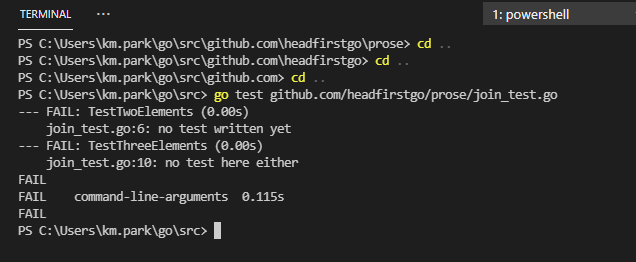 TERMINAL ... 1: powershell
PS C:\Users\km.park\go\src\github.com\headfirstgo\prose> cd ..
PS C:\Users\km.park\go\src\github.com\headfirstgo> cd ..
PS C:\Users\km.park\go\src\github.com> cd ..
PS C:\Users\km.park\go\src> go test github.com/headfirstgo/prose/join_test.go
--- FAIL: TestTwoElements (0.00s)
    join_test.go:6: no test written yet
--- FAIL: TestThreeElements (0.00s)
    join_test.go:10: no test here either
FAIL
FAIL    command-line-arguments  0.115s
FAIL
PS C:\Users\km.park\go\src>